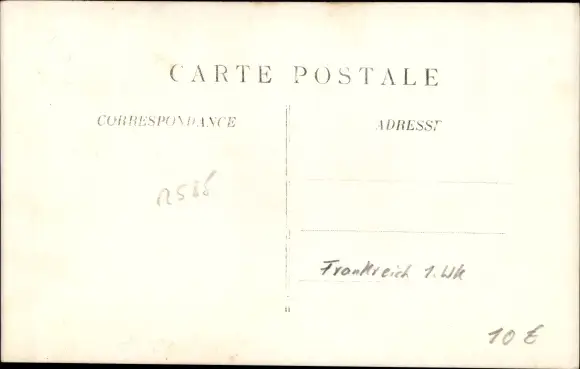 CARTE POSTALE
CORRESPONDANCE
ADRESSE
Frankreich 1. WK
10 €